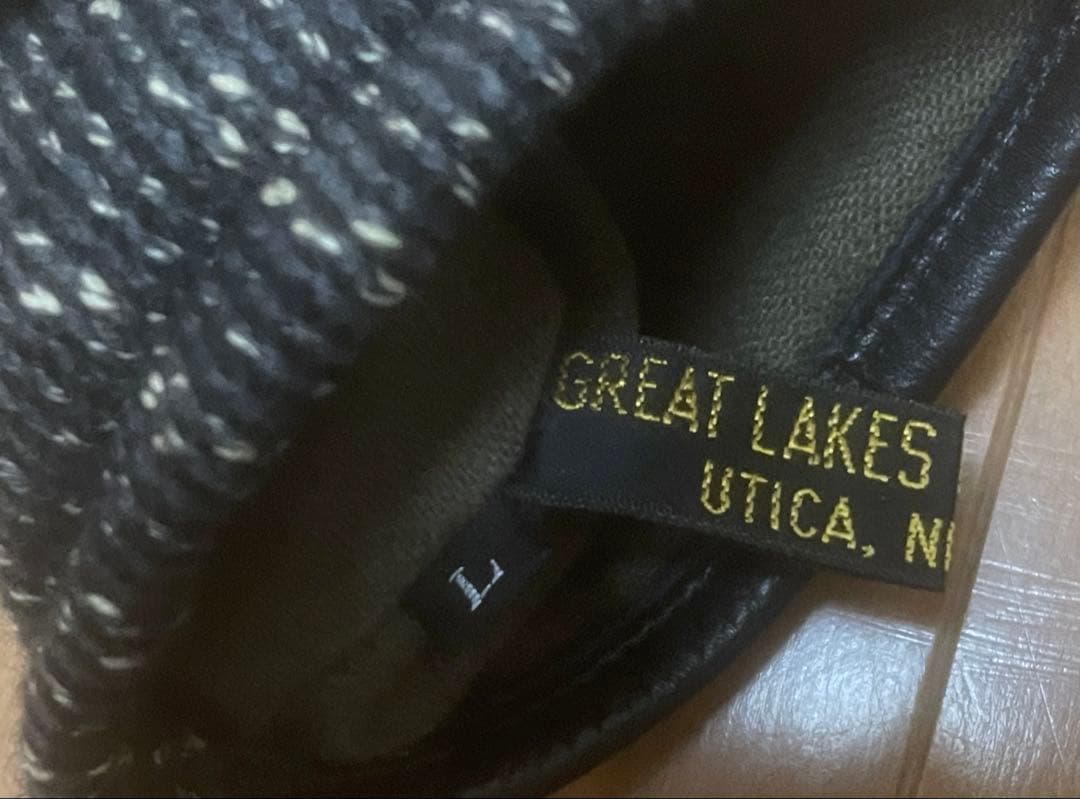 GREAT LAKES
UTICA, N
L